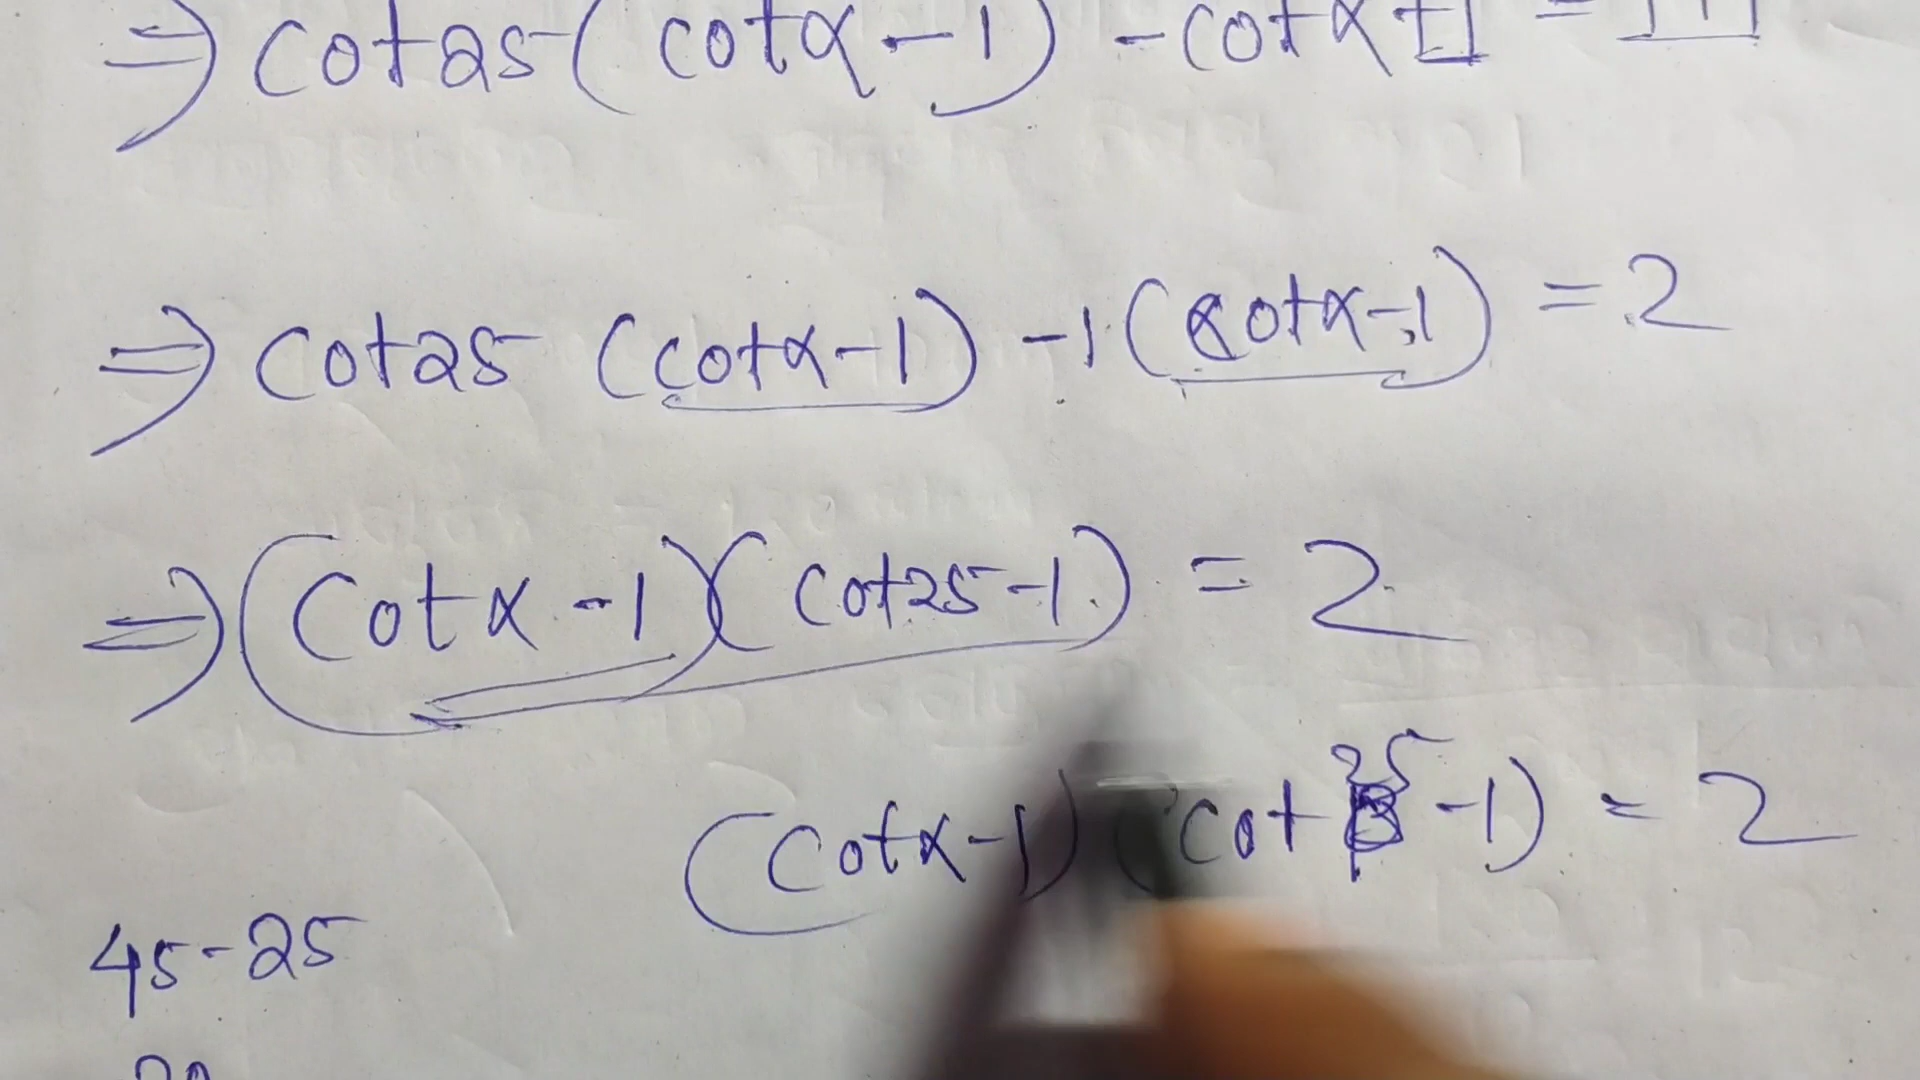 ⇒ cot25(cotα-1) -cotα+1 = 1+1
⇒ cot25 (cotα-1) -1(cotα-1) = 2
⇒ (cotα-1)(cot25-1) = 2
(cotα-1)(cot 25 -1) = 2
45-25
20